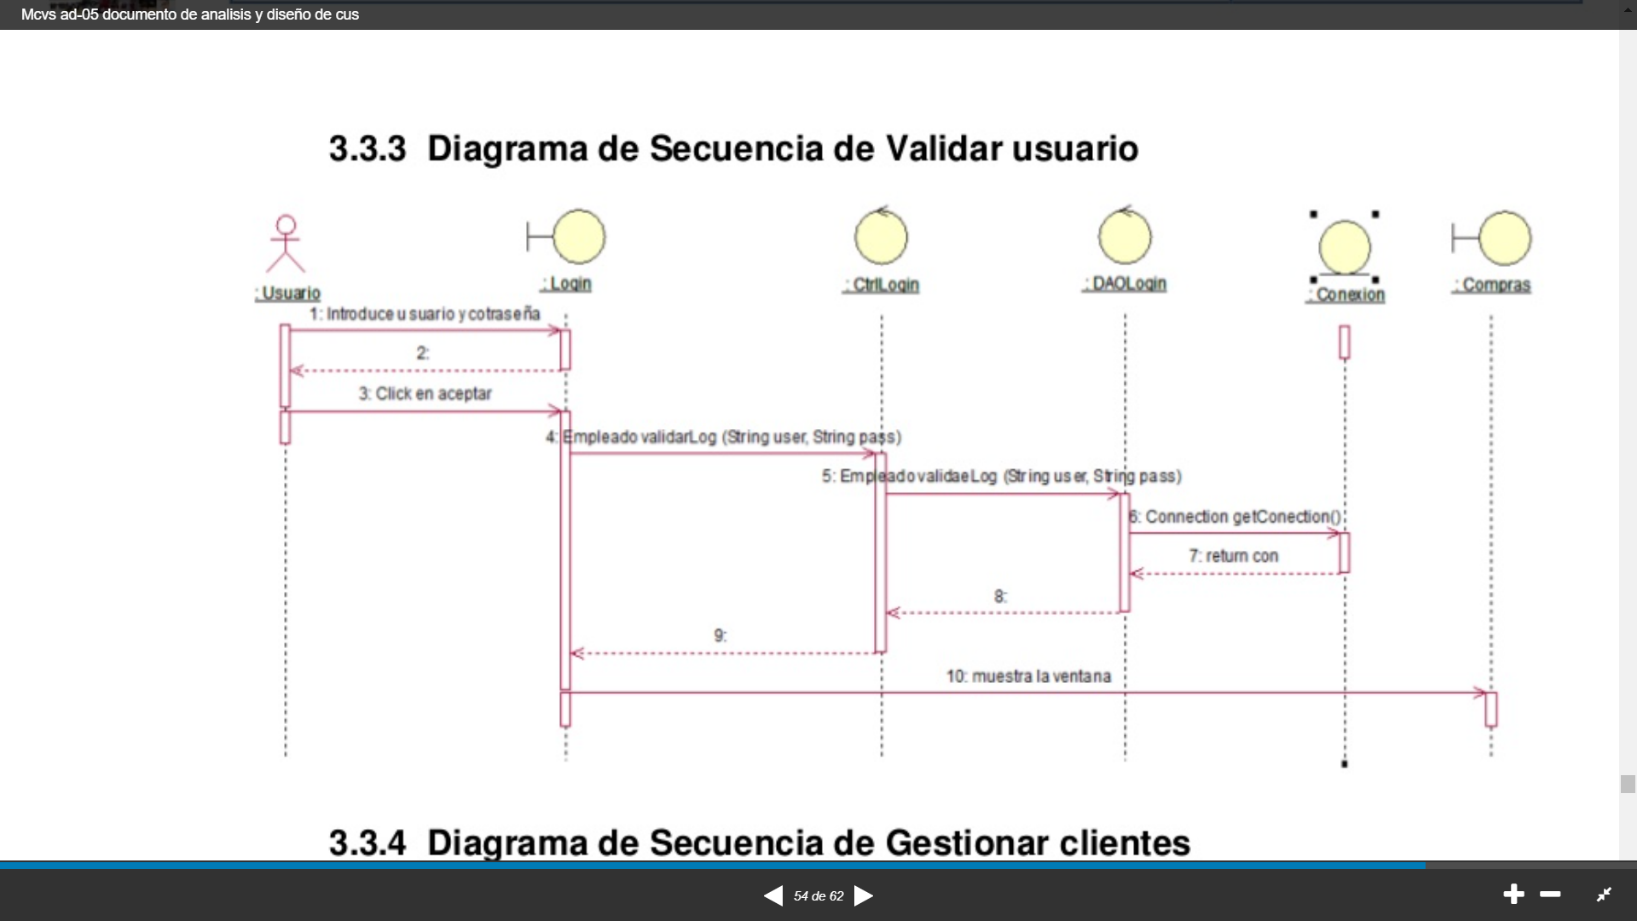 Mcvs ad-05 documento de analisis y diseño de cus
3.3.3 Diagrama de Secuencia de Validar usuario
: Usuario
: Login
: CtrlLogin
: DAOLogin
: Conexion
: Compras
1: Introduce u suario y cotraseña
2:
3: Click en aceptar
4: Empleado validarLog (String user, String pass)
5: Empleado validaeLog (String user, String pass)
6: Connection getConection()
7: return con
8:
9:
10: muestra la ventana
3.3.4 Diagrama de Secuencia de Gestionar clientes
54 de 62